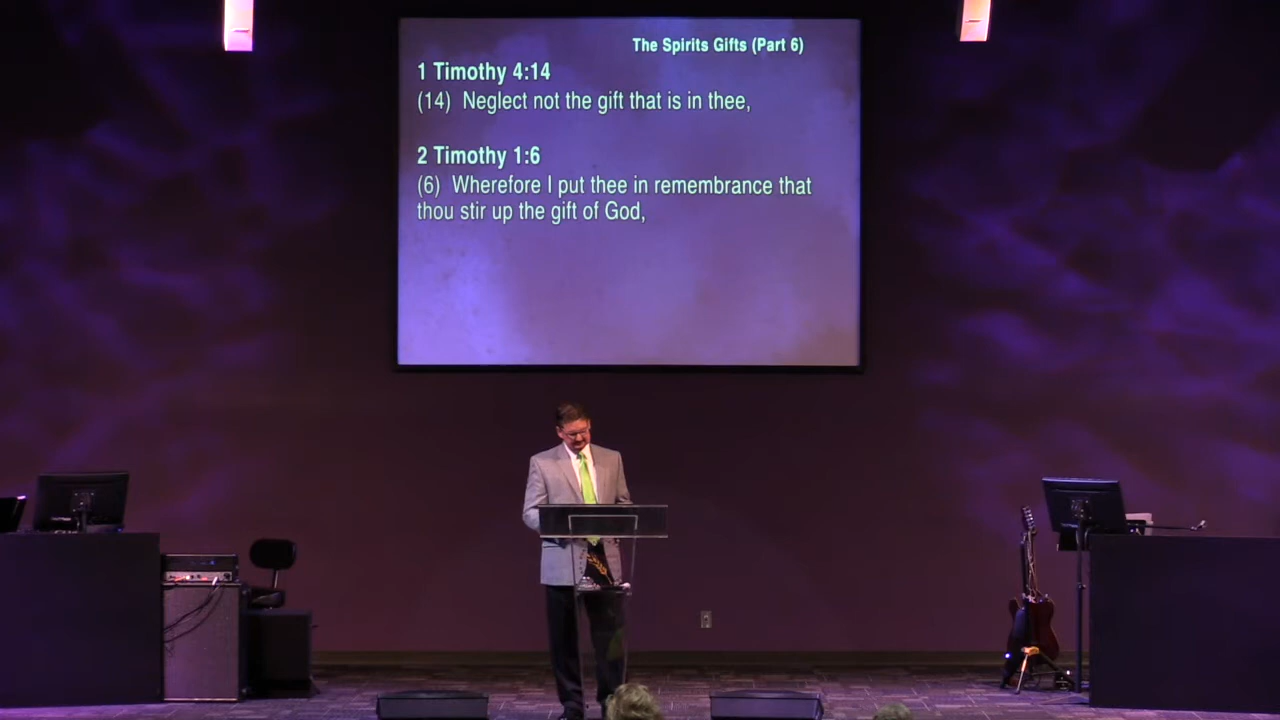 The Spirits Gifts (Part 6)
1 Timothy 4:14
(14) Neglect not the gift that is in thee,
2 Timothy 1:6
(6) Wherefore I put thee in remembrance that
thou stir up the gift of God,